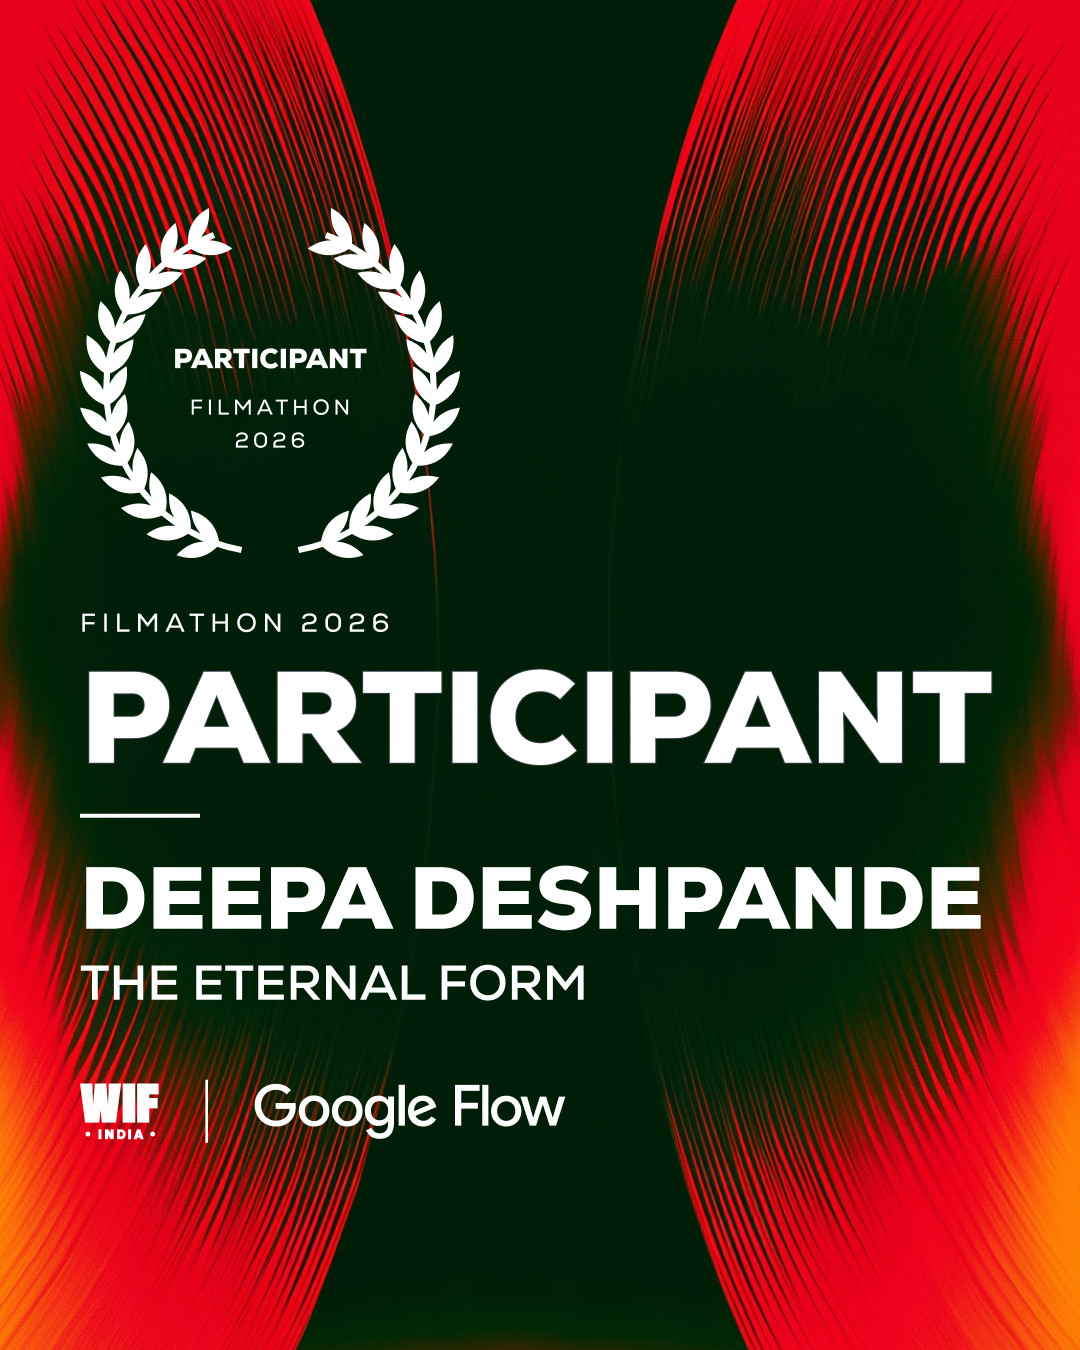 PARTICIPANT
FILMATHON
2026
FILMATHON 2026
PARTICIPANT
DEEPA DESHPANDE
THE ETERNAL FORM
WIF
• INDIA •
Google Flow